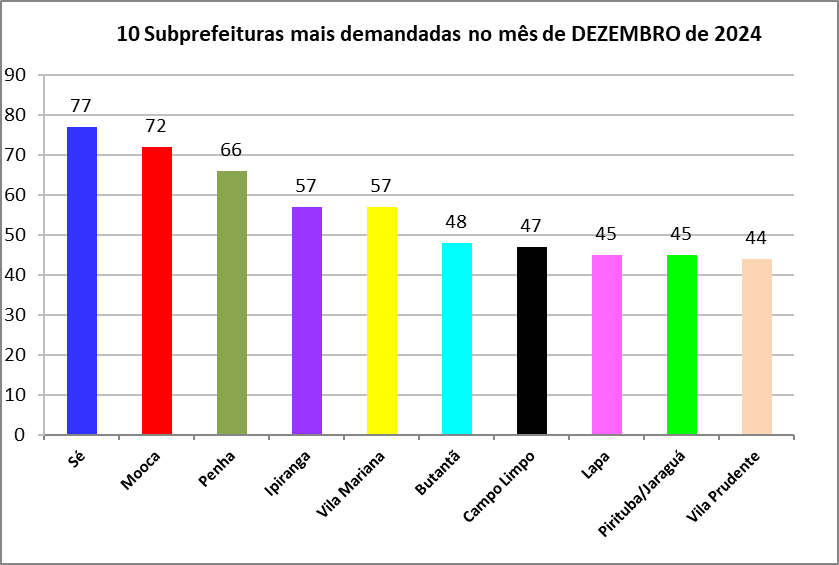 10 Subprefeituras mais demandadas no mês de DEZEMBRO de 2024
90
80
70
60
50
40
30
20
10
0
77
72
66
57
57
48
47
45
45
44
Sé
Mooca
Penha
Ipiranga
Vila Mariana
Butantã
Campo Limpo
Lapa
Pirituba/Jaraguá
Vila Prudente